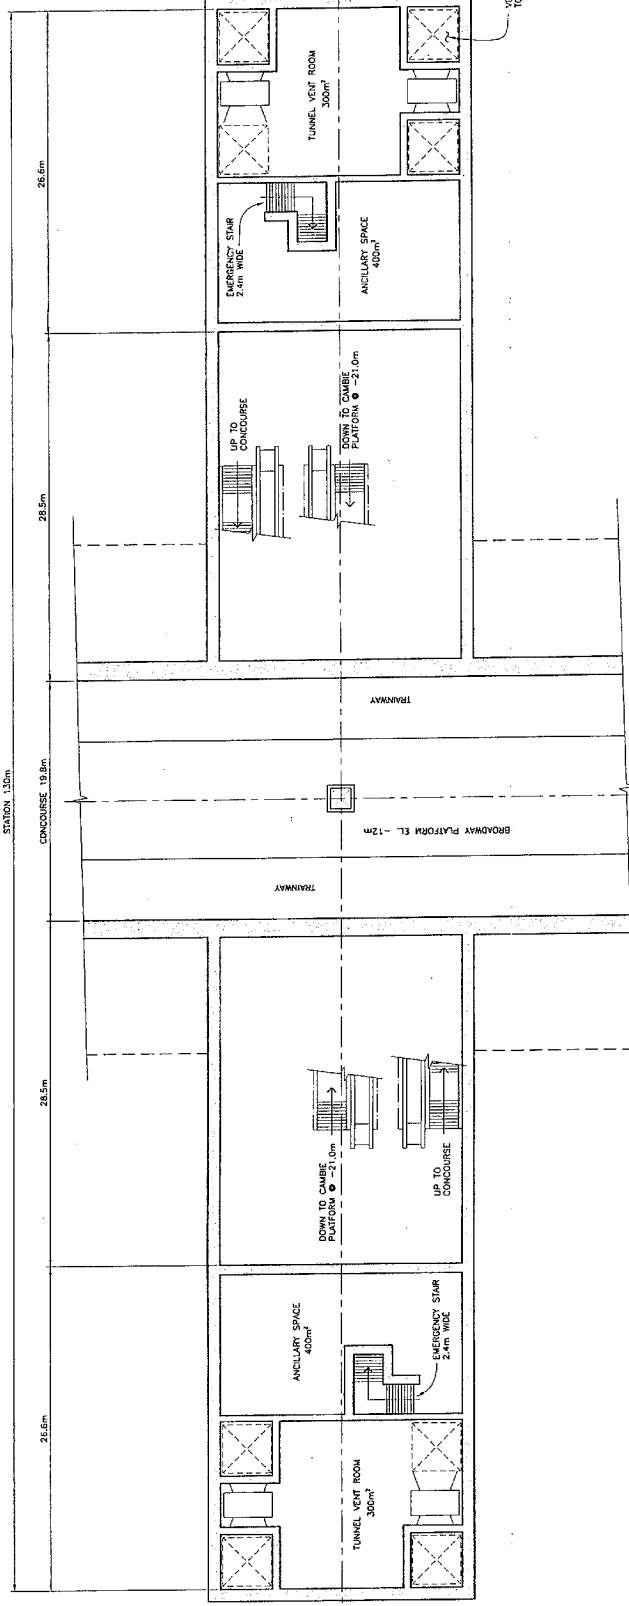 STATION 130m
26.6m
28.5m
CONCOURSE 19.8m
28.5m
26.6m
TUNNEL VENT ROOM
300m²
EMERGENCY STAIR
2.4m WIDE
ANCILLARY SPACE
400m²
UP TO
CONCOURSE
DOWN TO CAMBIE
PLATFORM @ -21.0m
TRAINWAY
BROADWAY PLATFORM EL. -12m
TRAINWAY
DOWN TO CAMBIE
PLATFORM @ -21.0m
UP TO
CONCOURSE
ANCILLARY SPACE
400m²
EMERGENCY STAIR
2.4m WIDE
TUNNEL VENT ROOM
300m²